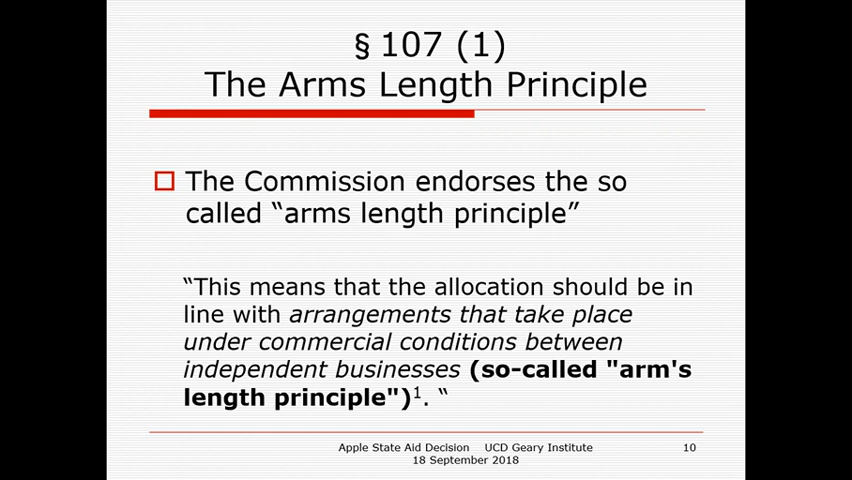 § 107 (1)
The Arms Length Principle
The Commission endorses the so
called “arms length principle”
“This means that the allocation should be in
line with arrangements that take place
under commercial conditions between
independent businesses (so-called "arm's
length principle")¹. “
Apple State Aid Decision UCD Geary Institute 10
18 September 2018